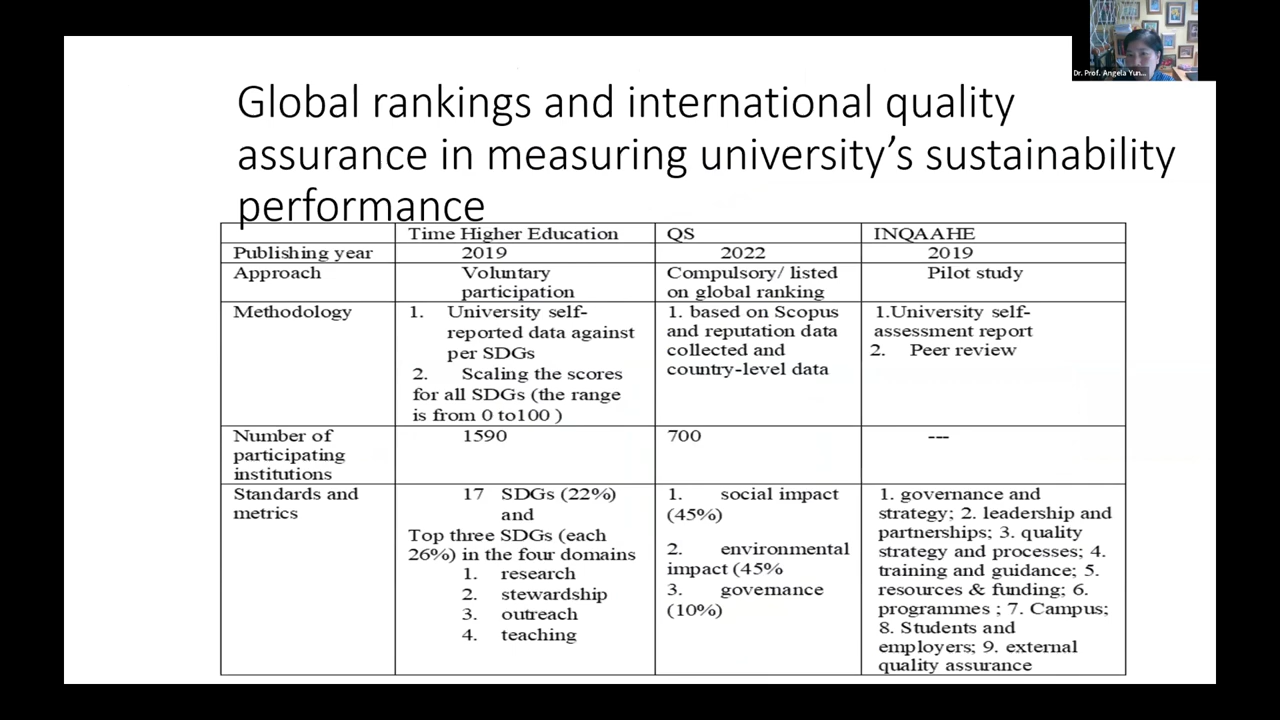 Dr. Prof. Angela Yun...
Global rankings and international quality
assurance in measuring university’s sustainability
performance
Time Higher Education
QS
INQAAHE
Publishing year
2019
2022
2019
Approach
Voluntary
participation
Compulsory/ listed
on global ranking
Pilot study
Methodology
1. University self-
reported data against
per SDGs
2. Scaling the scores
for all SDGs (the range
is from 0 to100 )
1. based on Scopus
and reputation data
collected and
country-level data
1.University self-
assessment report
2. Peer review
Number of
participating
institutions
1590
700
---
Standards and
metrics
17 SDGs (22%)
and
Top three SDGs (each
26%) in the four domains
1. research
2. stewardship
3. outreach
4. teaching
1. social impact
(45%)
2. environmental
impact (45%
3. governance
(10%)
1. governance and
strategy; 2. leadership and
partnerships; 3. quality
strategy and processes; 4.
training and guidance; 5.
resources & funding; 6.
programmes ; 7. Campus;
8. Students and
employers; 9. external
quality assurance